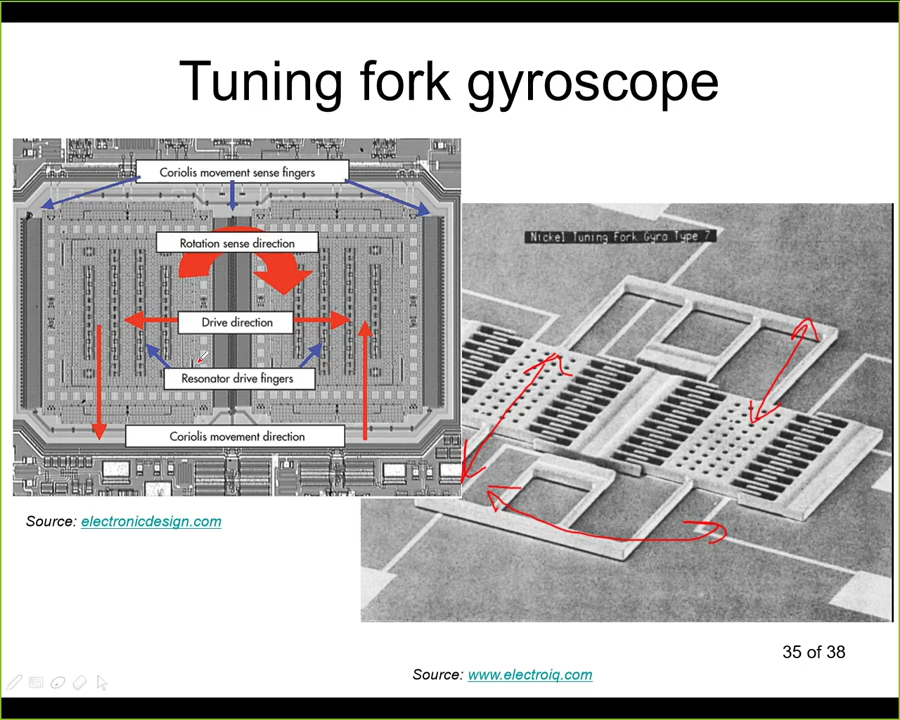 Tuning fork gyroscope
Coriolis movement sense fingers
Rotation sense direction
Drive direction
Resonator drive fingers
Coriolis movement direction
Nickel Tuning Fork Gyro Type 7
Source: electronicdesign.com
35 of 38
Source: www.electroiq.com